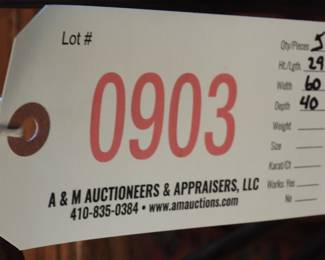 Lot #
0903
A & M AUCTIONEERS & APPRAISERS, LLC
410-835-0384 • www.amauctions.com
Qty/Pieces 5
Ht./Lgth. 29
Width 60
Depth 40
Weight
Size
Karat/Ct
Works: Yes
No